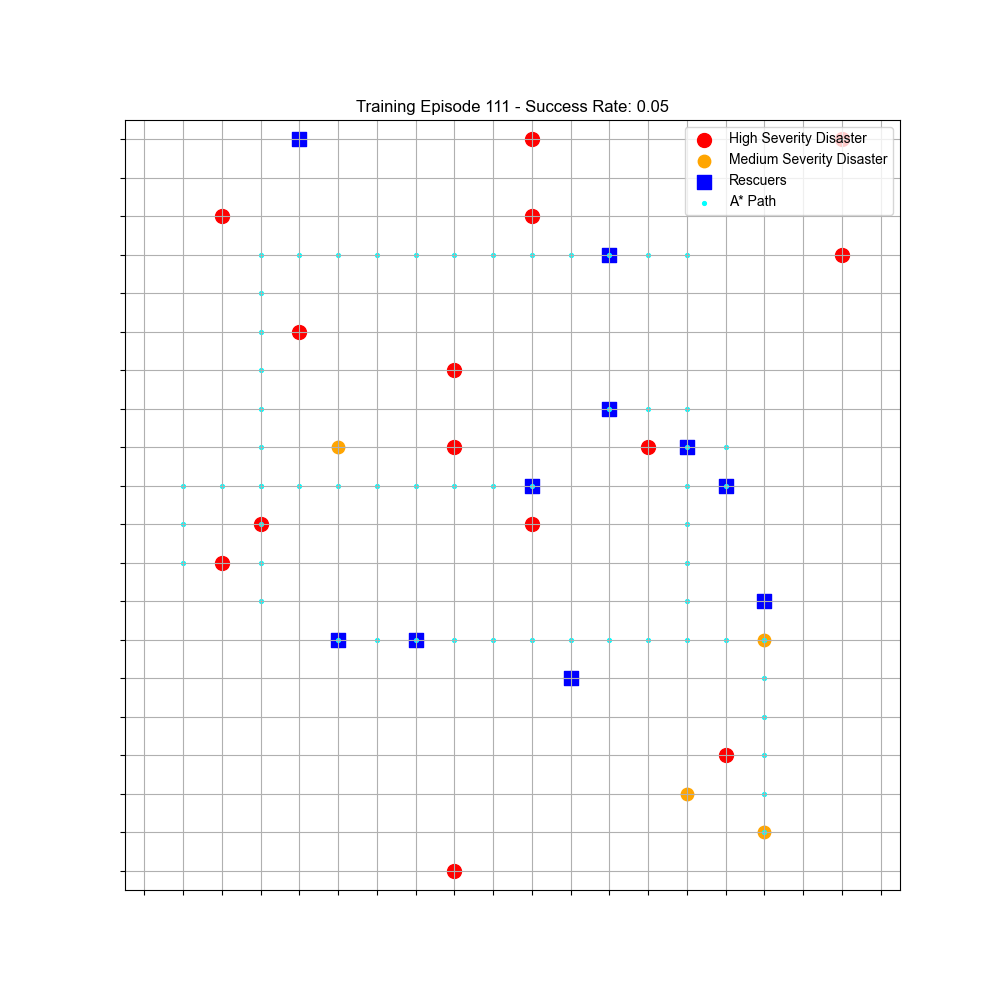 Training Episode 111 - Success Rate: 0.05
High Severity Disaster
Medium Severity Disaster
Rescuers
A* Path